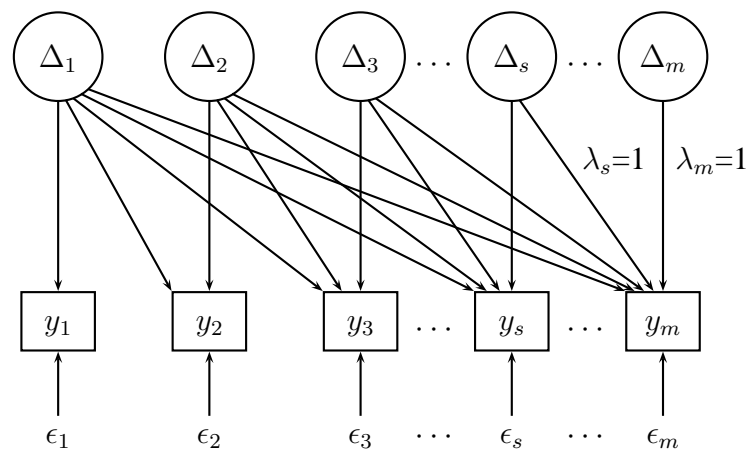 Δ₁ Δ₂ Δ₃ ... Δₛ ... Δₘ
λₛ=1 λₘ=1
y₁ y₂ y₃ ... yₛ ... yₘ
ϵ₁ ϵ₂ ϵ₃ ... ϵₛ ... ϵₘ